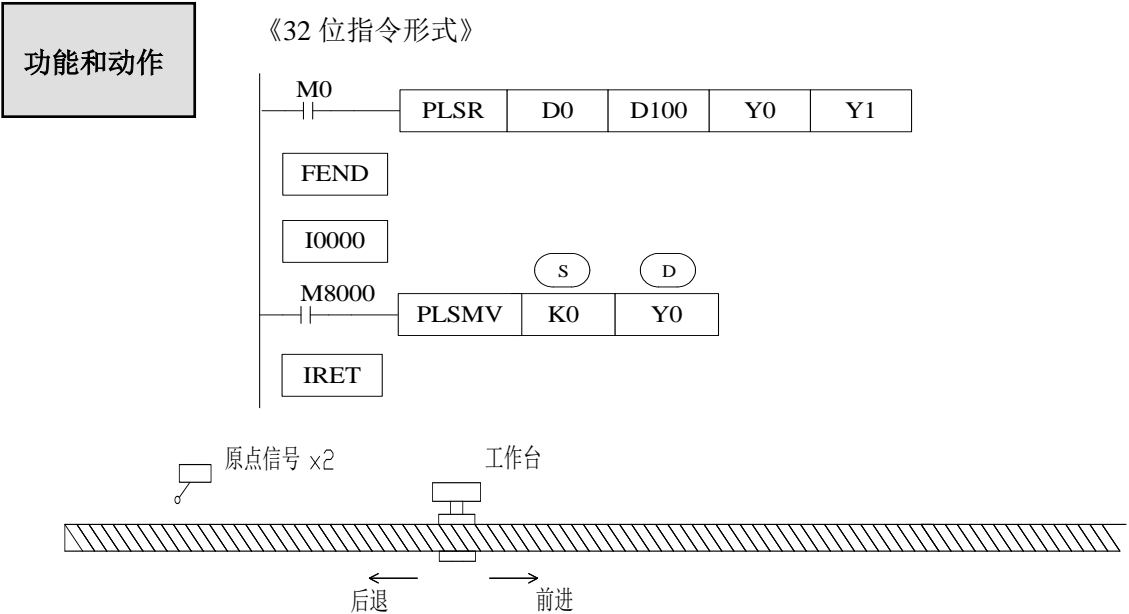 功能和动作
《32 位指令形式》
M0
PLSR D0 D100 Y0 Y1
FEND
I0000
S D
M8000
PLSMV K0 Y0
IRET
原点信号 x2
工作台
后退
前进